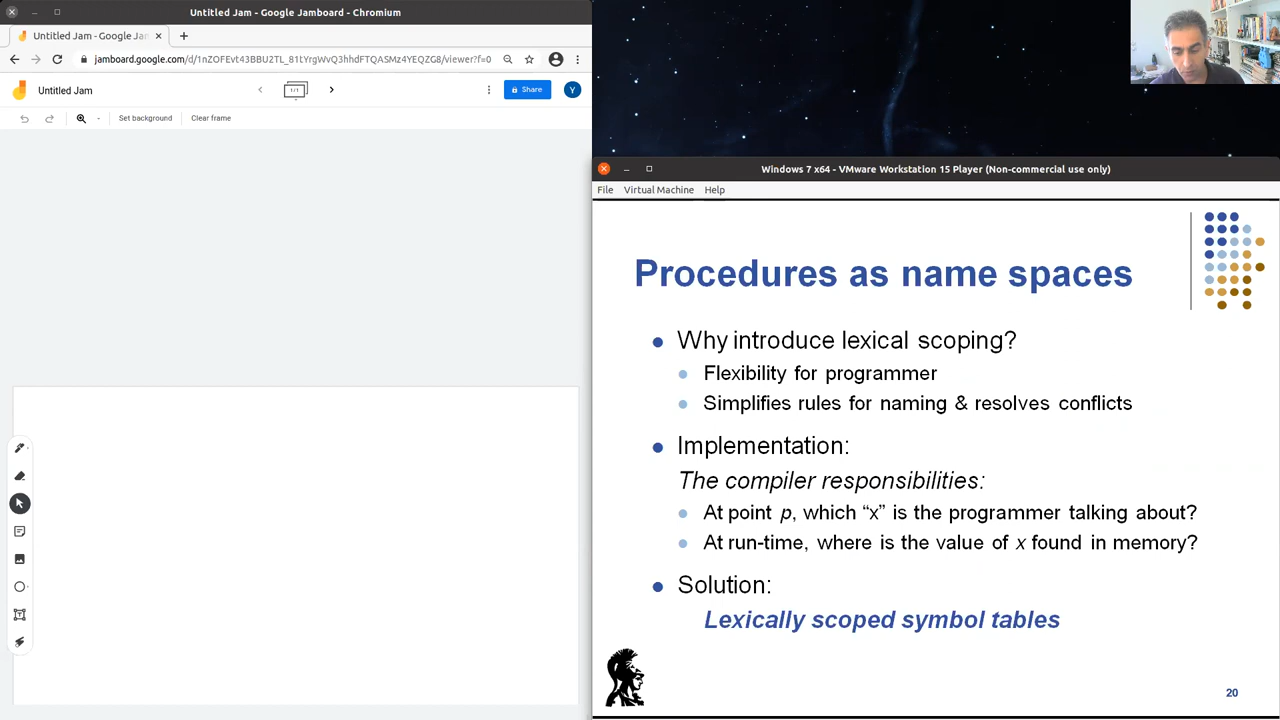 Untitled Jam - Google Jamboard - Chromium
Untitled Jam - Google Jan
jamboard.google.com/d/1nZOFEvt43BBU2TL_81tYrgWvQ3hhdFTQASMz4YEQZG8/viewer?f=0
Untitled Jam
1/1
Share
Y
Set background
Clear frame
Windows 7 x64 - VMware Workstation 15 Player (Non-commercial use only)
File Virtual Machine Help
Procedures as name spaces
Why introduce lexical scoping?
Flexibility for programmer
Simplifies rules for naming & resolves conflicts
Implementation:
The compiler responsibilities:
At point p, which “x” is the programmer talking about?
At run-time, where is the value of x found in memory?
Solution:
Lexically scoped symbol tables
20